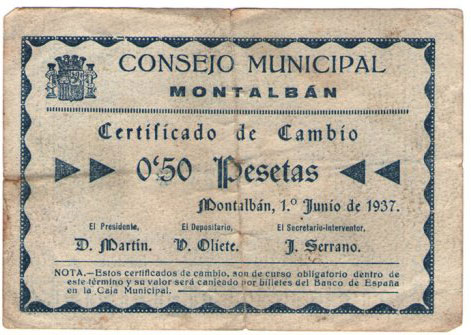 CONSEJO MUNICIPAL
MONTALBÁN
Certificado de Cambio
0'50 Pesetas
Montalbán, 1.º Junio de 1937.
El Presidente, El Depositario, El Secretario-Interventor,
D. Martín. D. Oliete. J. Serrano.
NOTA.—Estos certificados de cambio, son de curso obligatorio dentro de
este término y su valor será canjeado por billetes del Banco de España
en la Caja Municipal.